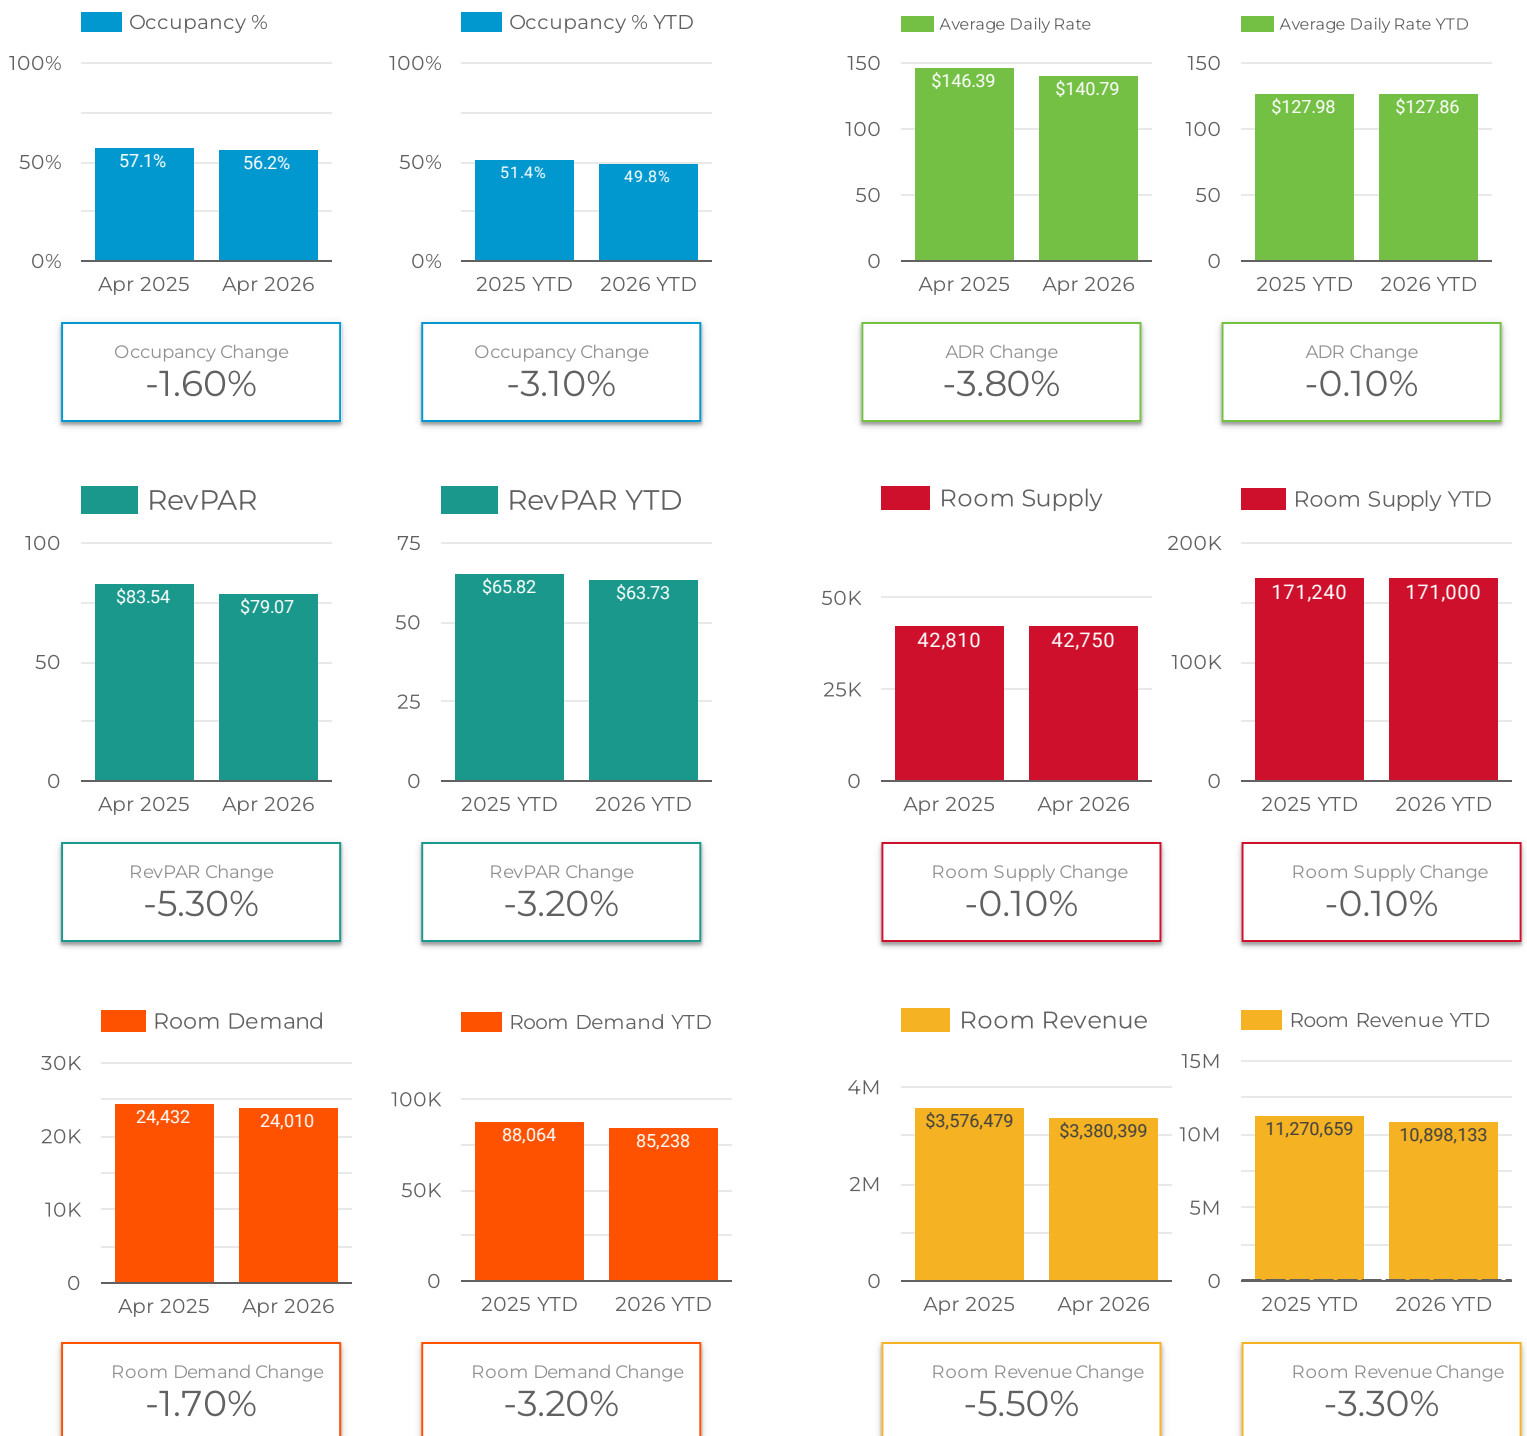 Occupancy %
100%
50%
0%
57.1%
56.2%
Apr 2025
Apr 2026
Occupancy Change
-1.60%
Occupancy % YTD
100%
50%
0%
51.4%
49.8%
2025 YTD
2026 YTD
Occupancy Change
-3.10%
Average Daily Rate
150
100
50
0
$146.39
$140.79
Apr 2025
Apr 2026
ADR Change
-3.80%
Average Daily Rate YTD
150
100
50
0
$127.98
$127.86
2025 YTD
2026 YTD
ADR Change
-0.10%
RevPAR
100
50
0
$83.54
$79.07
Apr 2025
Apr 2026
RevPAR Change
-5.30%
RevPAR YTD
75
50
25
0
$65.82
$63.73
2025 YTD
2026 YTD
RevPAR Change
-3.20%
Room Supply
50K
25K
0
42,810
42,750
Apr 2025
Apr 2026
Room Supply Change
-0.10%
Room Supply YTD
200K
100K
0
171,240
171,000
2025 YTD
2026 YTD
Room Supply Change
-0.10%
Room Demand
30K
20K
10K
0
24,432
24,010
Apr 2025
Apr 2026
Room Demand Change
-1.70%
Room Demand YTD
100K
50K
0
88,064
85,238
2025 YTD
2026 YTD
Room Demand Change
-3.20%
Room Revenue
4M
2M
0
$3,576,479
$3,380,399
Apr 2025
Apr 2026
Room Revenue Change
-5.50%
Room Revenue YTD
15M
10M
5M
0
11,270,659
10,898,133
2025 YTD
2026 YTD
Room Revenue Change
-3.30%